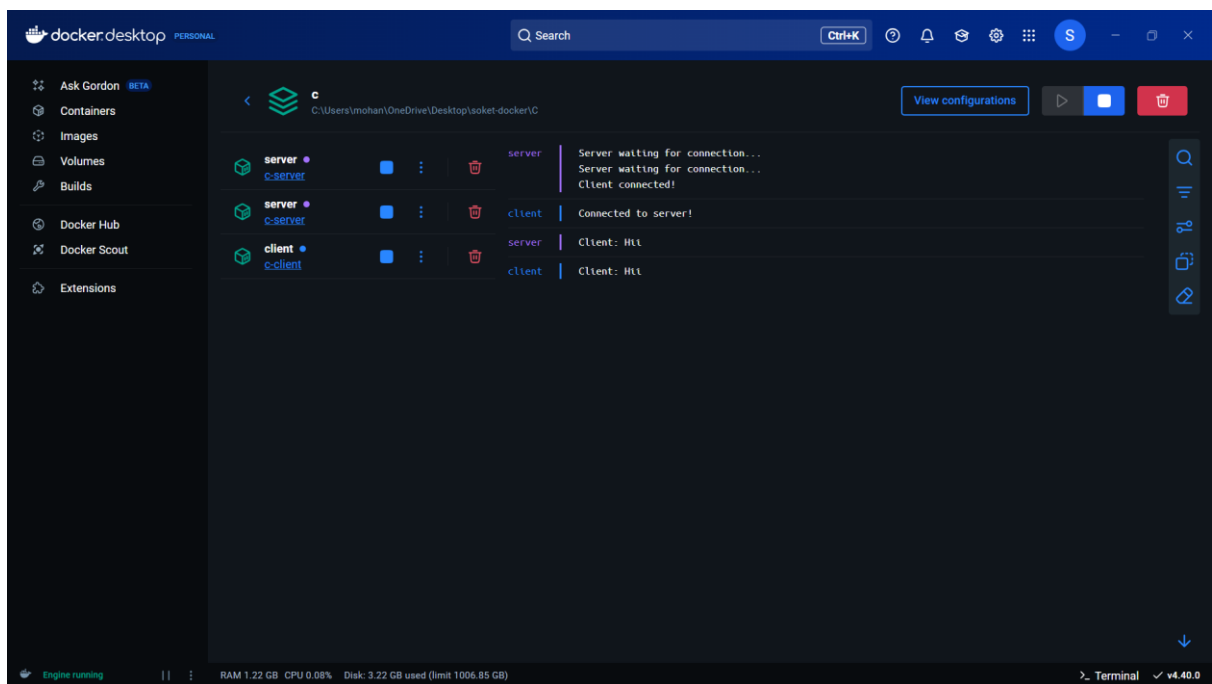 docker.desktop PERSONAL
Search
Ctrl+K
S
Ask Gordon BETA
Containers
Images
Volumes
Builds
Docker Hub
Docker Scout
Extensions
c
C:\Users\mohan\OneDrive\Desktop\soket-docker\C
View configurations
server
c-server
server
c-server
client
c-client
server Server waiting for connection...
Server waiting for connection...
Client connected!
client Connected to server!
server Client: Hii
client Client: Hii
Engine running
RAM 1.22 GB CPU 0.08% Disk: 3.22 GB used (limit 1006.85 GB)
>_ Terminal
v4.40.0